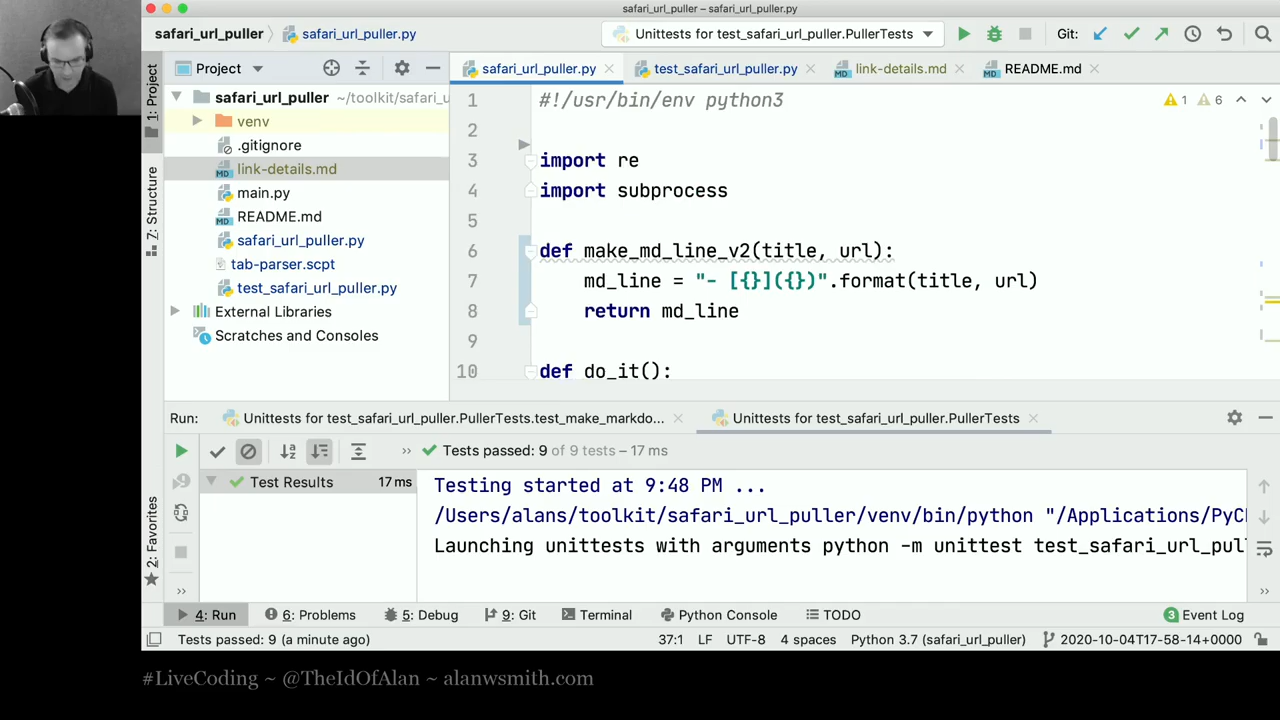 safari_url_puller – safari_url_puller.py
safari_url_puller
safari_url_puller.py
Unittests for test_safari_url_puller.PullerTests
Git:
1: Project
Z: Structure
2: Favorites
Project
safari_url_puller ~/toolkit/safari_u
venv
.gitignore
link-details.md
main.py
README.md
safari_url_puller.py
tab-parser.scpt
test_safari_url_puller.py
External Libraries
Scratches and Consoles
safari_url_puller.py
test_safari_url_puller.py
link-details.md
README.md
1 #!/usr/bin/env python3
1 6
2
3 import re
4 import subprocess
5
6 def make_md_line_v2(title, url):
7 md_line = "- [{}]({})".format(title, url)
8 return md_line
9
10 def do_it():
Run:
Unittests for test_safari_url_puller.PullerTests.test_make_markdo...
Unittests for test_safari_url_puller.PullerTests
Tests passed: 9 of 9 tests – 17 ms
Test Results 17 ms
Testing started at 9:48 PM ...
/Users/alans/toolkit/safari_url_puller/venv/bin/python "/Applications/PyCh
Launching unittests with arguments python -m unittest test_safari_url_pul
4: Run
6: Problems
5: Debug
9: Git
Terminal
Python Console
TODO
3 Event Log
Tests passed: 9 (a minute ago)
37:1
LF
UTF-8
4 spaces
Python 3.7 (safari_url_puller)
2020-10-04T17-58-14+0000
#LiveCoding ~ @TheIdOfAlan ~ alanwsmith.com